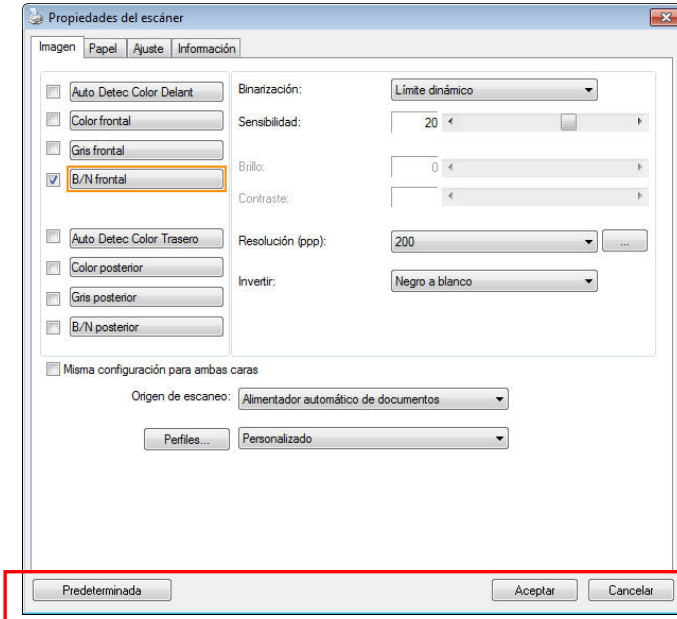 Propiedades del escáner
Imagen Papel Ajuste Información
Auto Detec Color Delant
Color frontal
Gris frontal
B/N frontal
Auto Detec Color Trasero
Color posterior
Gris posterior
B/N posterior
Binarización: Límite dinámico
Sensibilidad: 20
Brillo: 0
Contraste:
Resolución (ppp): 200 ...
Invertir: Negro a blanco
Misma configuración para ambas caras
Origen de escaneo: Alimentador automático de documentos
Perfiles... Personalizado
Predeterminada Aceptar Cancelar